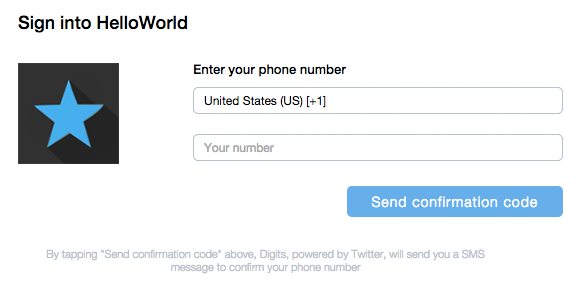 Sign into HelloWorld
Enter your phone number
United States (US) [+1]
Your number
Send confirmation code
By tapping "Send confirmation code" above, Digits, powered by Twitter, will send you a SMS
message to confirm your phone number